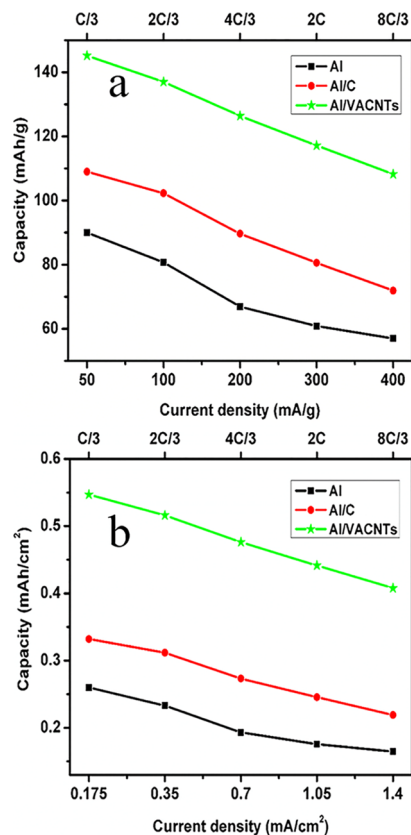 C/3 2C/3 4C/3 2C 8C/3
140
120
100
80
60
Capacity (mAh/g)
a
Al
Al/C
Al/VACNTs
50 100 200 300 400
Current density (mA/g)
C/3 2C/3 4C/3 2C 8C/3
0.6
0.5
0.4
0.3
0.2
Capacity (mAh/cm²)
b
Al
Al/C
Al/VACNTs
0.175 0.35 0.7 1.05 1.4
Current density (mA/cm²)